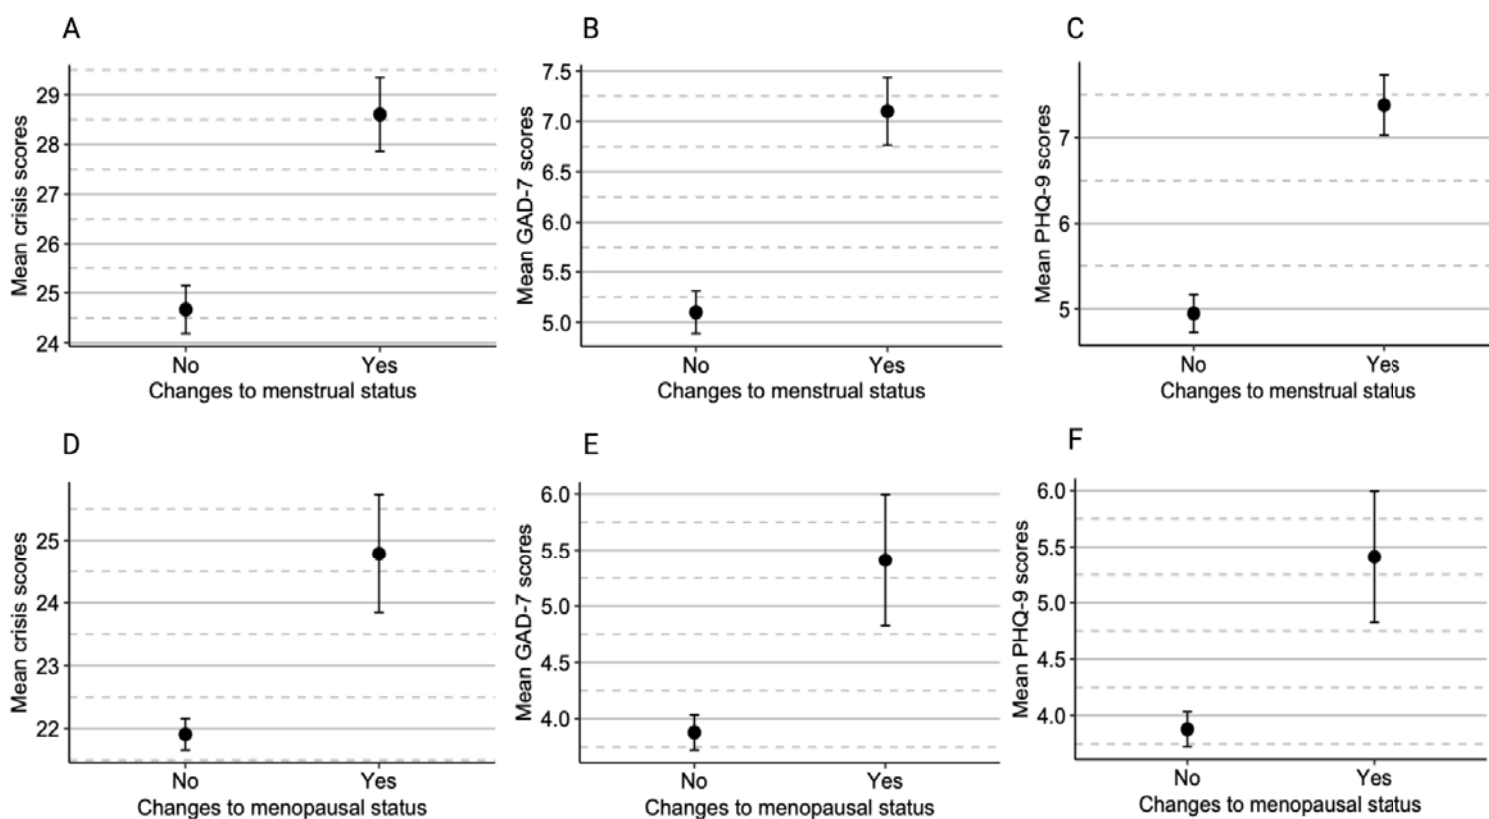 A
Mean crisis scores
29
28
27
26
25
24
No Yes
Changes to menstrual status
B
Mean GAD-7 scores
7.5
7.0
6.5
6.0
5.5
5.0
No Yes
Changes to menstrual status
C
Mean PHQ-9 scores
7
6
5
No Yes
Changes to menstrual status
D
Mean crisis scores
25
24
23
22
No Yes
Changes to menopausal status
E
Mean GAD-7 scores
6.0
5.5
5.0
4.5
4.0
No Yes
Changes to menopausal status
F
Mean PHQ-9 scores
6.0
5.5
5.0
4.5
4.0
No Yes
Changes to menopausal status